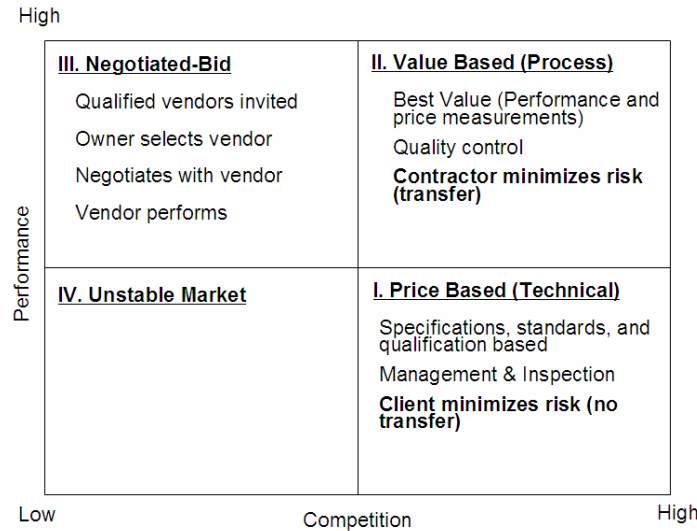 High
III. Negotiated-Bid
Qualified vendors invited
Owner selects vendor
Negotiates with vendor
Vendor performs
II. Value Based (Process)
Best Value (Performance and
price measurements)
Quality control
Contractor minimizes risk
(transfer)
Performance
IV. Unstable Market
I. Price Based (Technical)
Specifications, standards, and
qualification based
Management & Inspection
Client minimizes risk (no
transfer)
Low
Competition
High